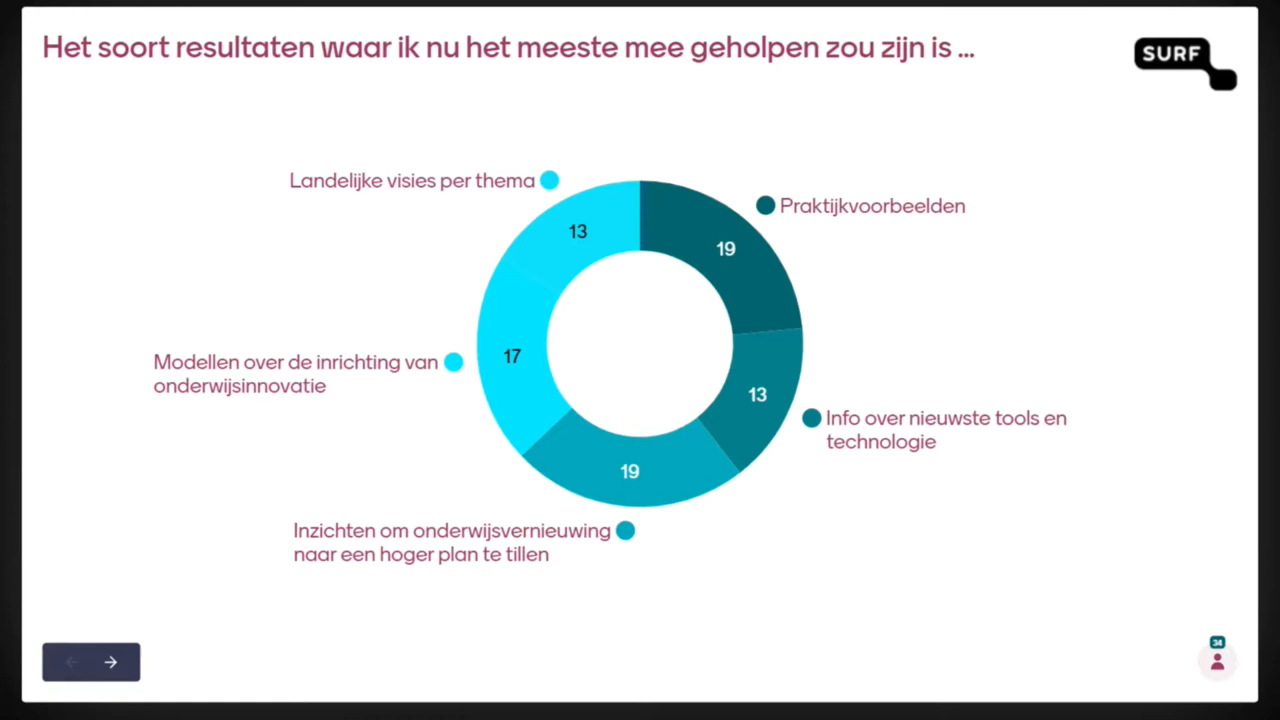 Het soort resultaten waar ik nu het meeste mee geholpen zou zijn is ...
SURF
Landelijke visies per thema
Praktijkvoorbeelden
13
19
Modellen over de inrichting van
onderwijsinnovatie
17
13
Info over nieuwste tools en
technologie
19
Inzichten om onderwijsvernieuwing
naar een hoger plan te tillen
34